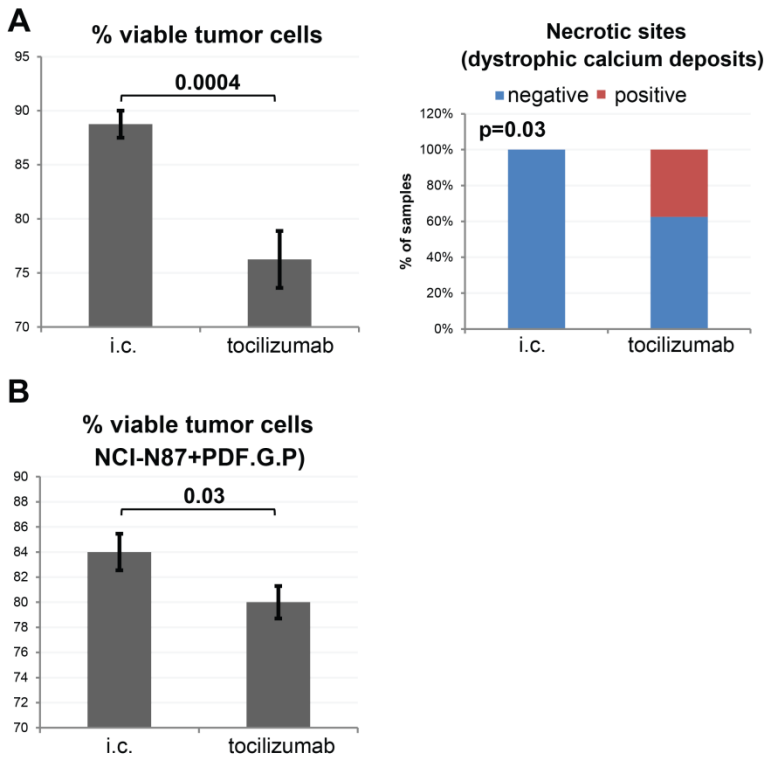 A
% viable tumor cells
95
90
85
80
75
70
0.0004
i.c.
tocilizumab
Necrotic sites
(dystrophic calcium deposits)
negative
positive
120%
100%
80%
60%
40%
20%
0%
% of samples
p=0.03
i.c.
tocilizumab
B
% viable tumor cells
NCI-N87+PDF.G.P)
90
88
86
84
82
80
78
76
74
72
70
0.03
i.c.
tocilizumab